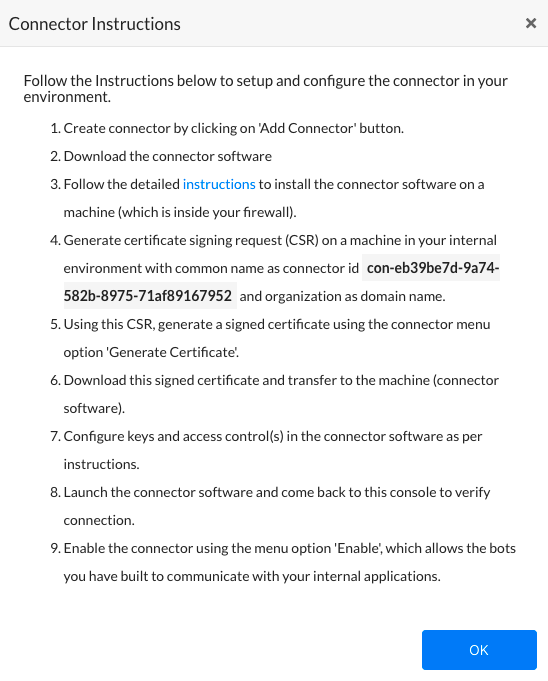 Connector Instructions ×
Follow the Instructions below to setup and configure the connector in your
environment.
1. Create connector by clicking on 'Add Connector' button.
2. Download the connector software
3. Follow the detailed instructions to install the connector software on a
machine (which is inside your firewall).
4. Generate certificate signing request (CSR) on a machine in your internal
environment with common name as connector id con-eb39be7d-9a74-
582b-8975-71af89167952 and organization as domain name.
5. Using this CSR, generate a signed certificate using the connector menu
option 'Generate Certificate'.
6. Download this signed certificate and transfer to the machine (connector
software).
7. Configure keys and access control(s) in the connector software as per
instructions.
8. Launch the connector software and come back to this console to verify
connection.
9. Enable the connector using the menu option 'Enable', which allows the bots
you have built to communicate with your internal applications.
OK